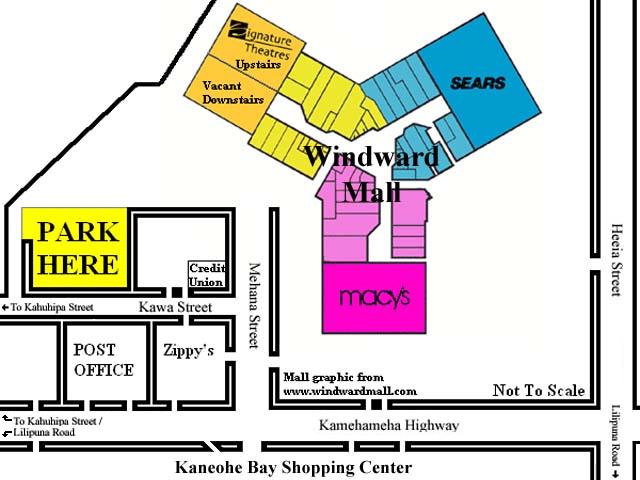 Signature
Theatres
Upstairs
Vacant
Downstairs
SEARS
Windward
Mall
macy's
PARK
HERE
Credit
Union
Mehana Street
Heeia Street
To Kahuhipa Street
Kawa Street
POST
OFFICE
Zippy's
Mall graphic from
www.windwardmall.com
Not To Scale
To Kahuhipa Street /
Lilipuna Road
Kamehameha Highway
Lilipuna Road
Kaneohe Bay Shopping Center